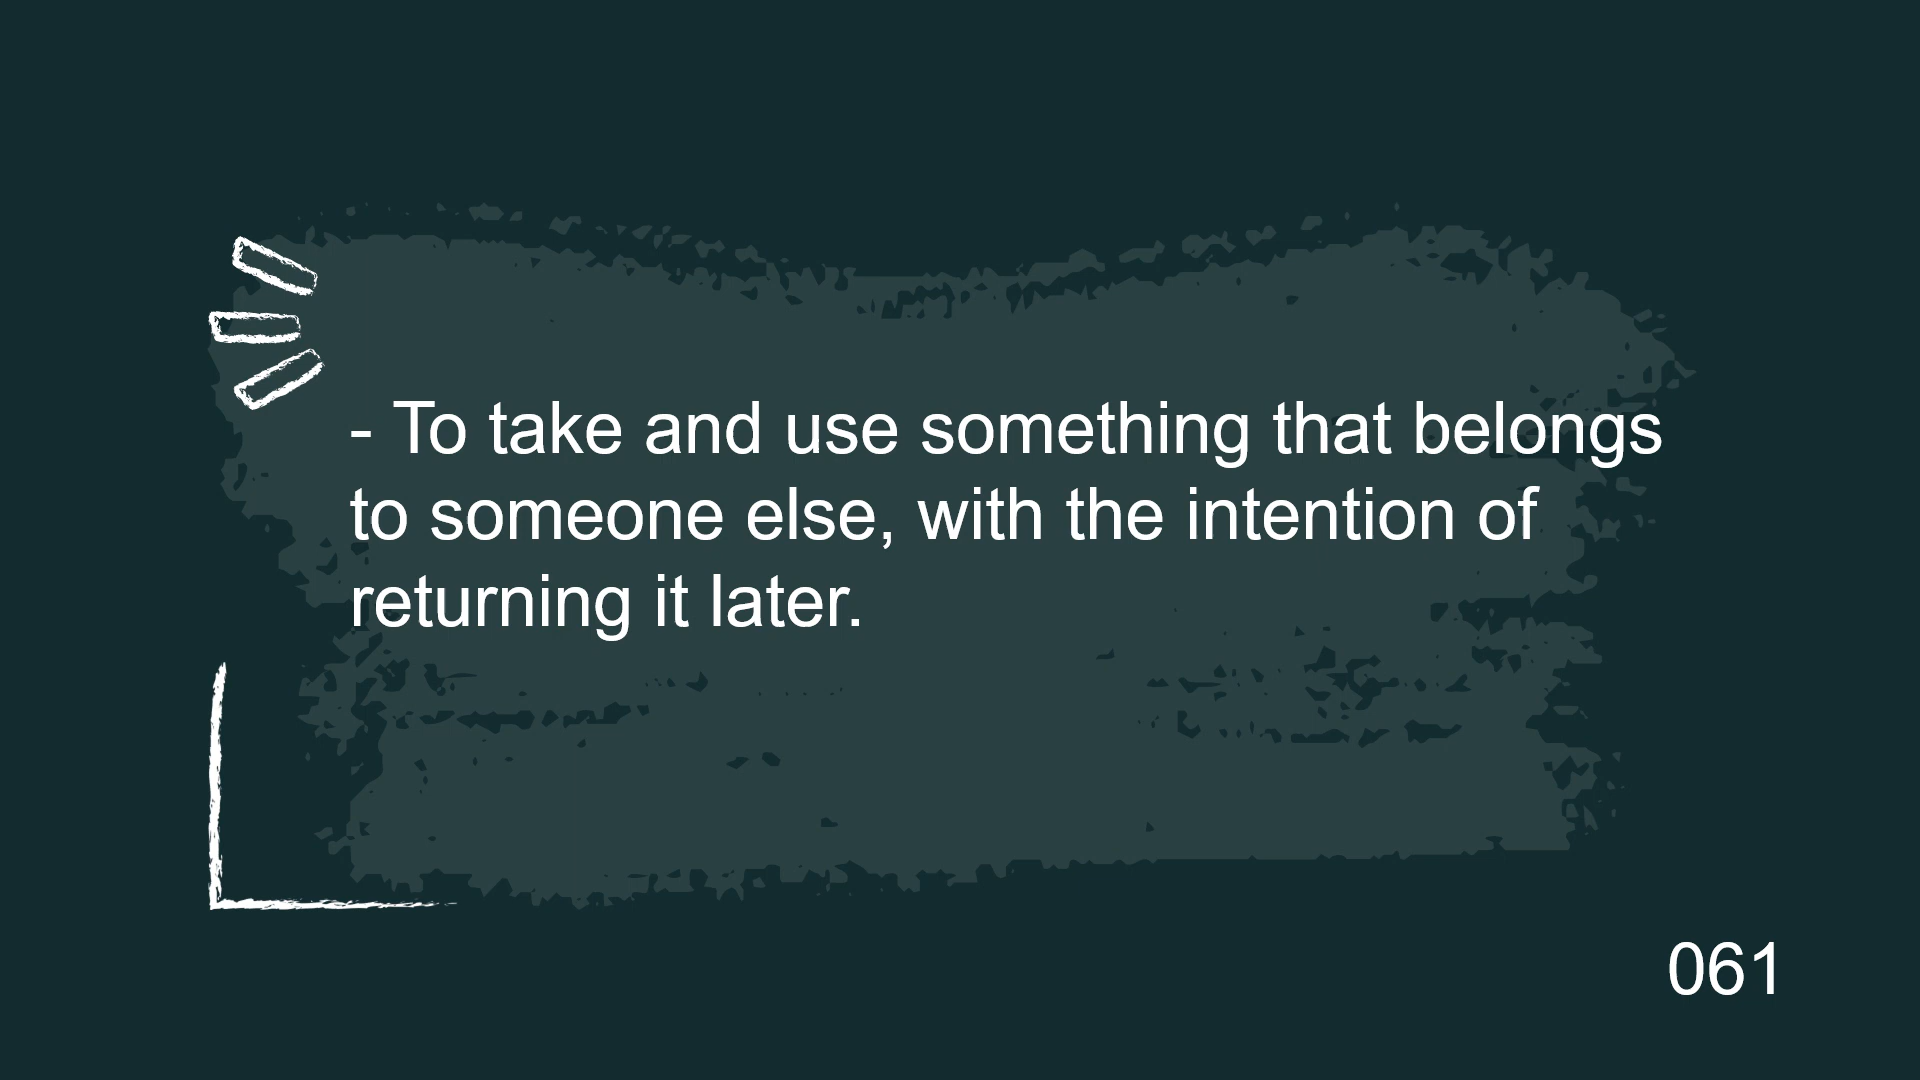 - To take and use something that belongs
to someone else, with the intention of
returning it later.
061